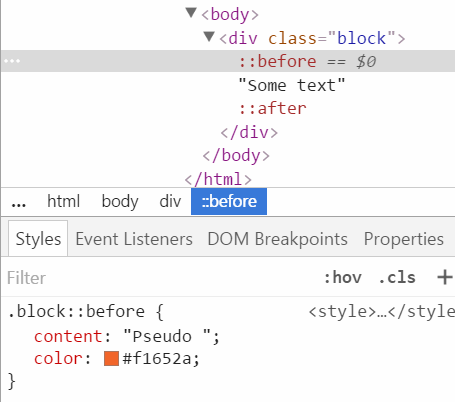 <body>
<div class="block">
... ::before == $0
"Some text"
::after
</div>
</body>
</html>
... html body div ::before
Styles Event Listeners DOM Breakpoints Properties
Filter :hov .cls +
.block::before { <style>…</style
content: "Pseudo ";
color: #f1652a;
}